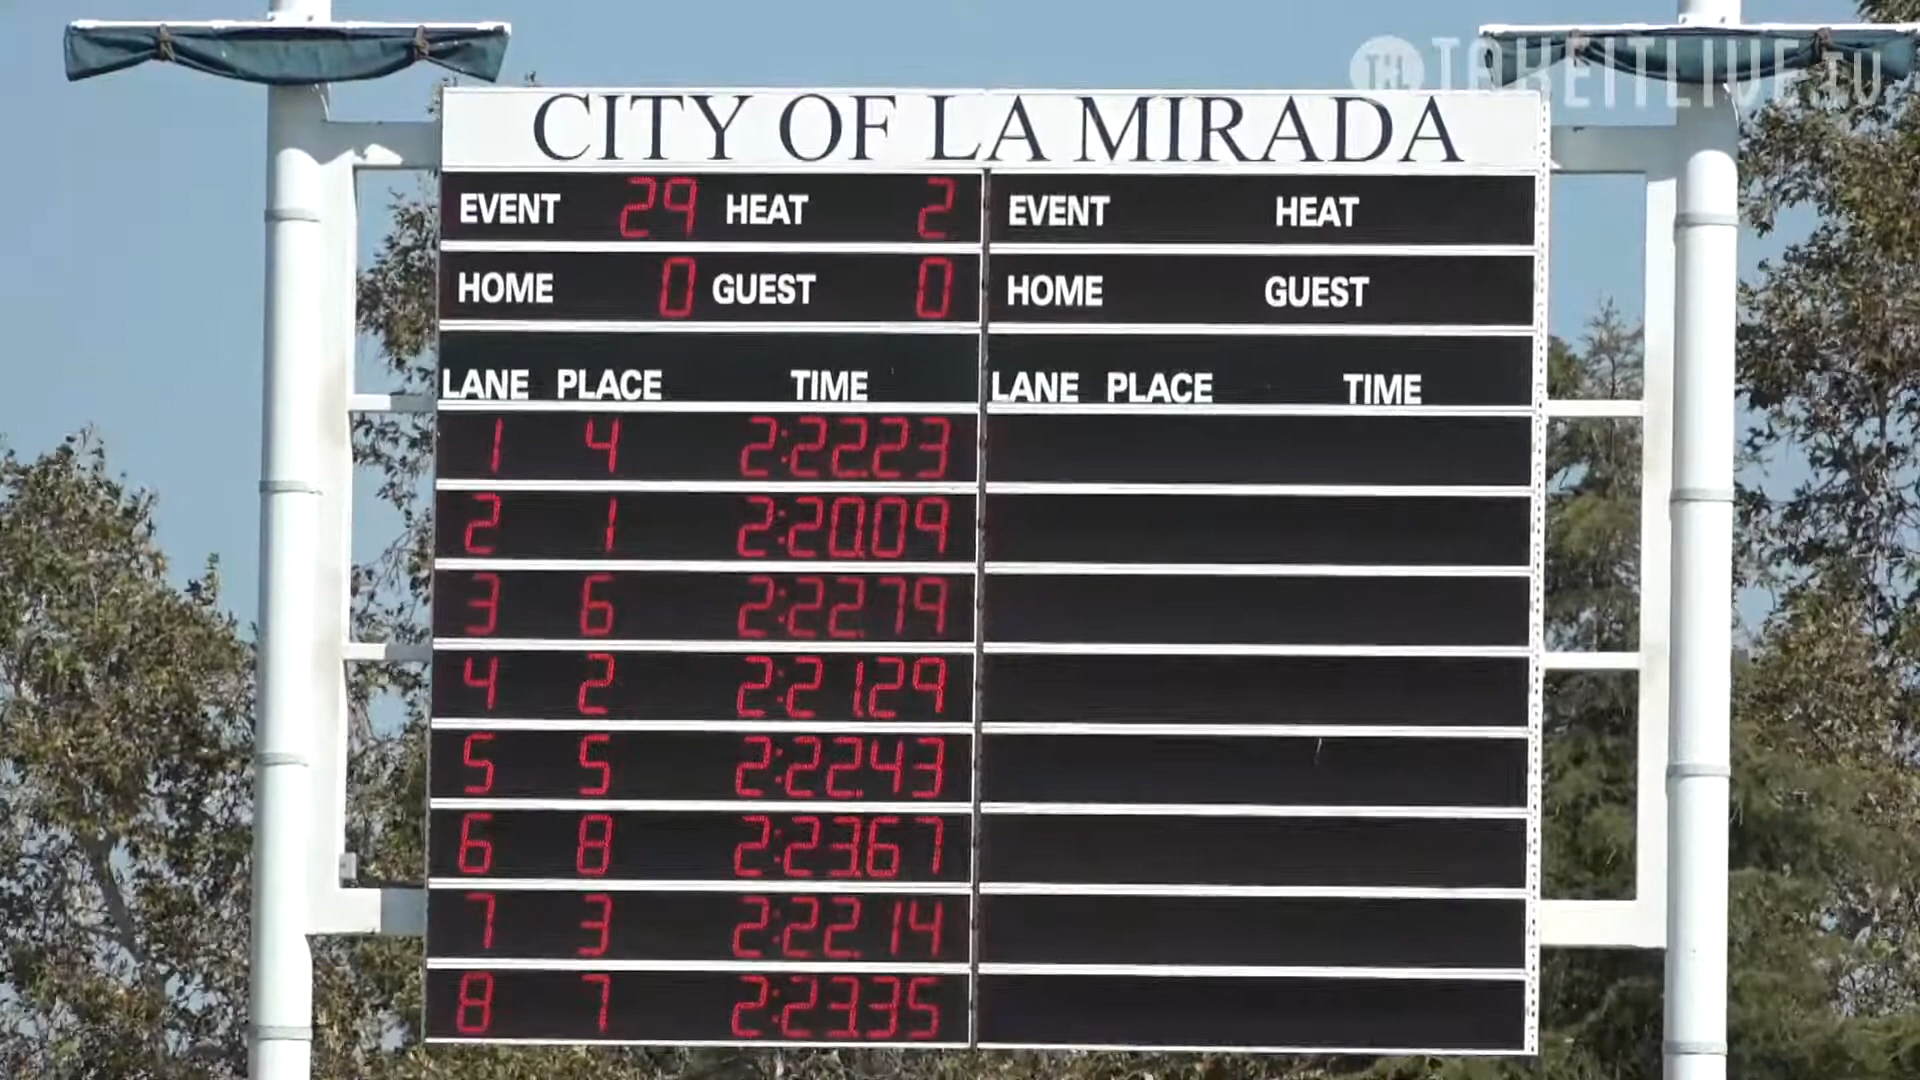 THL TAKEITLIVE.TV
CITY OF LA MIRADA
EVENT 29 HEAT 2 EVENT HEAT
HOME 0 GUEST 0 HOME GUEST
LANE PLACE TIME LANE PLACE TIME
1 4 2:22.23
2 1 2:20.09
3 6 2:22.79
4 2 2:21.29
5 5 2:22.43
6 8 2:23.67
7 3 2:22.14
8 7 2:23.35